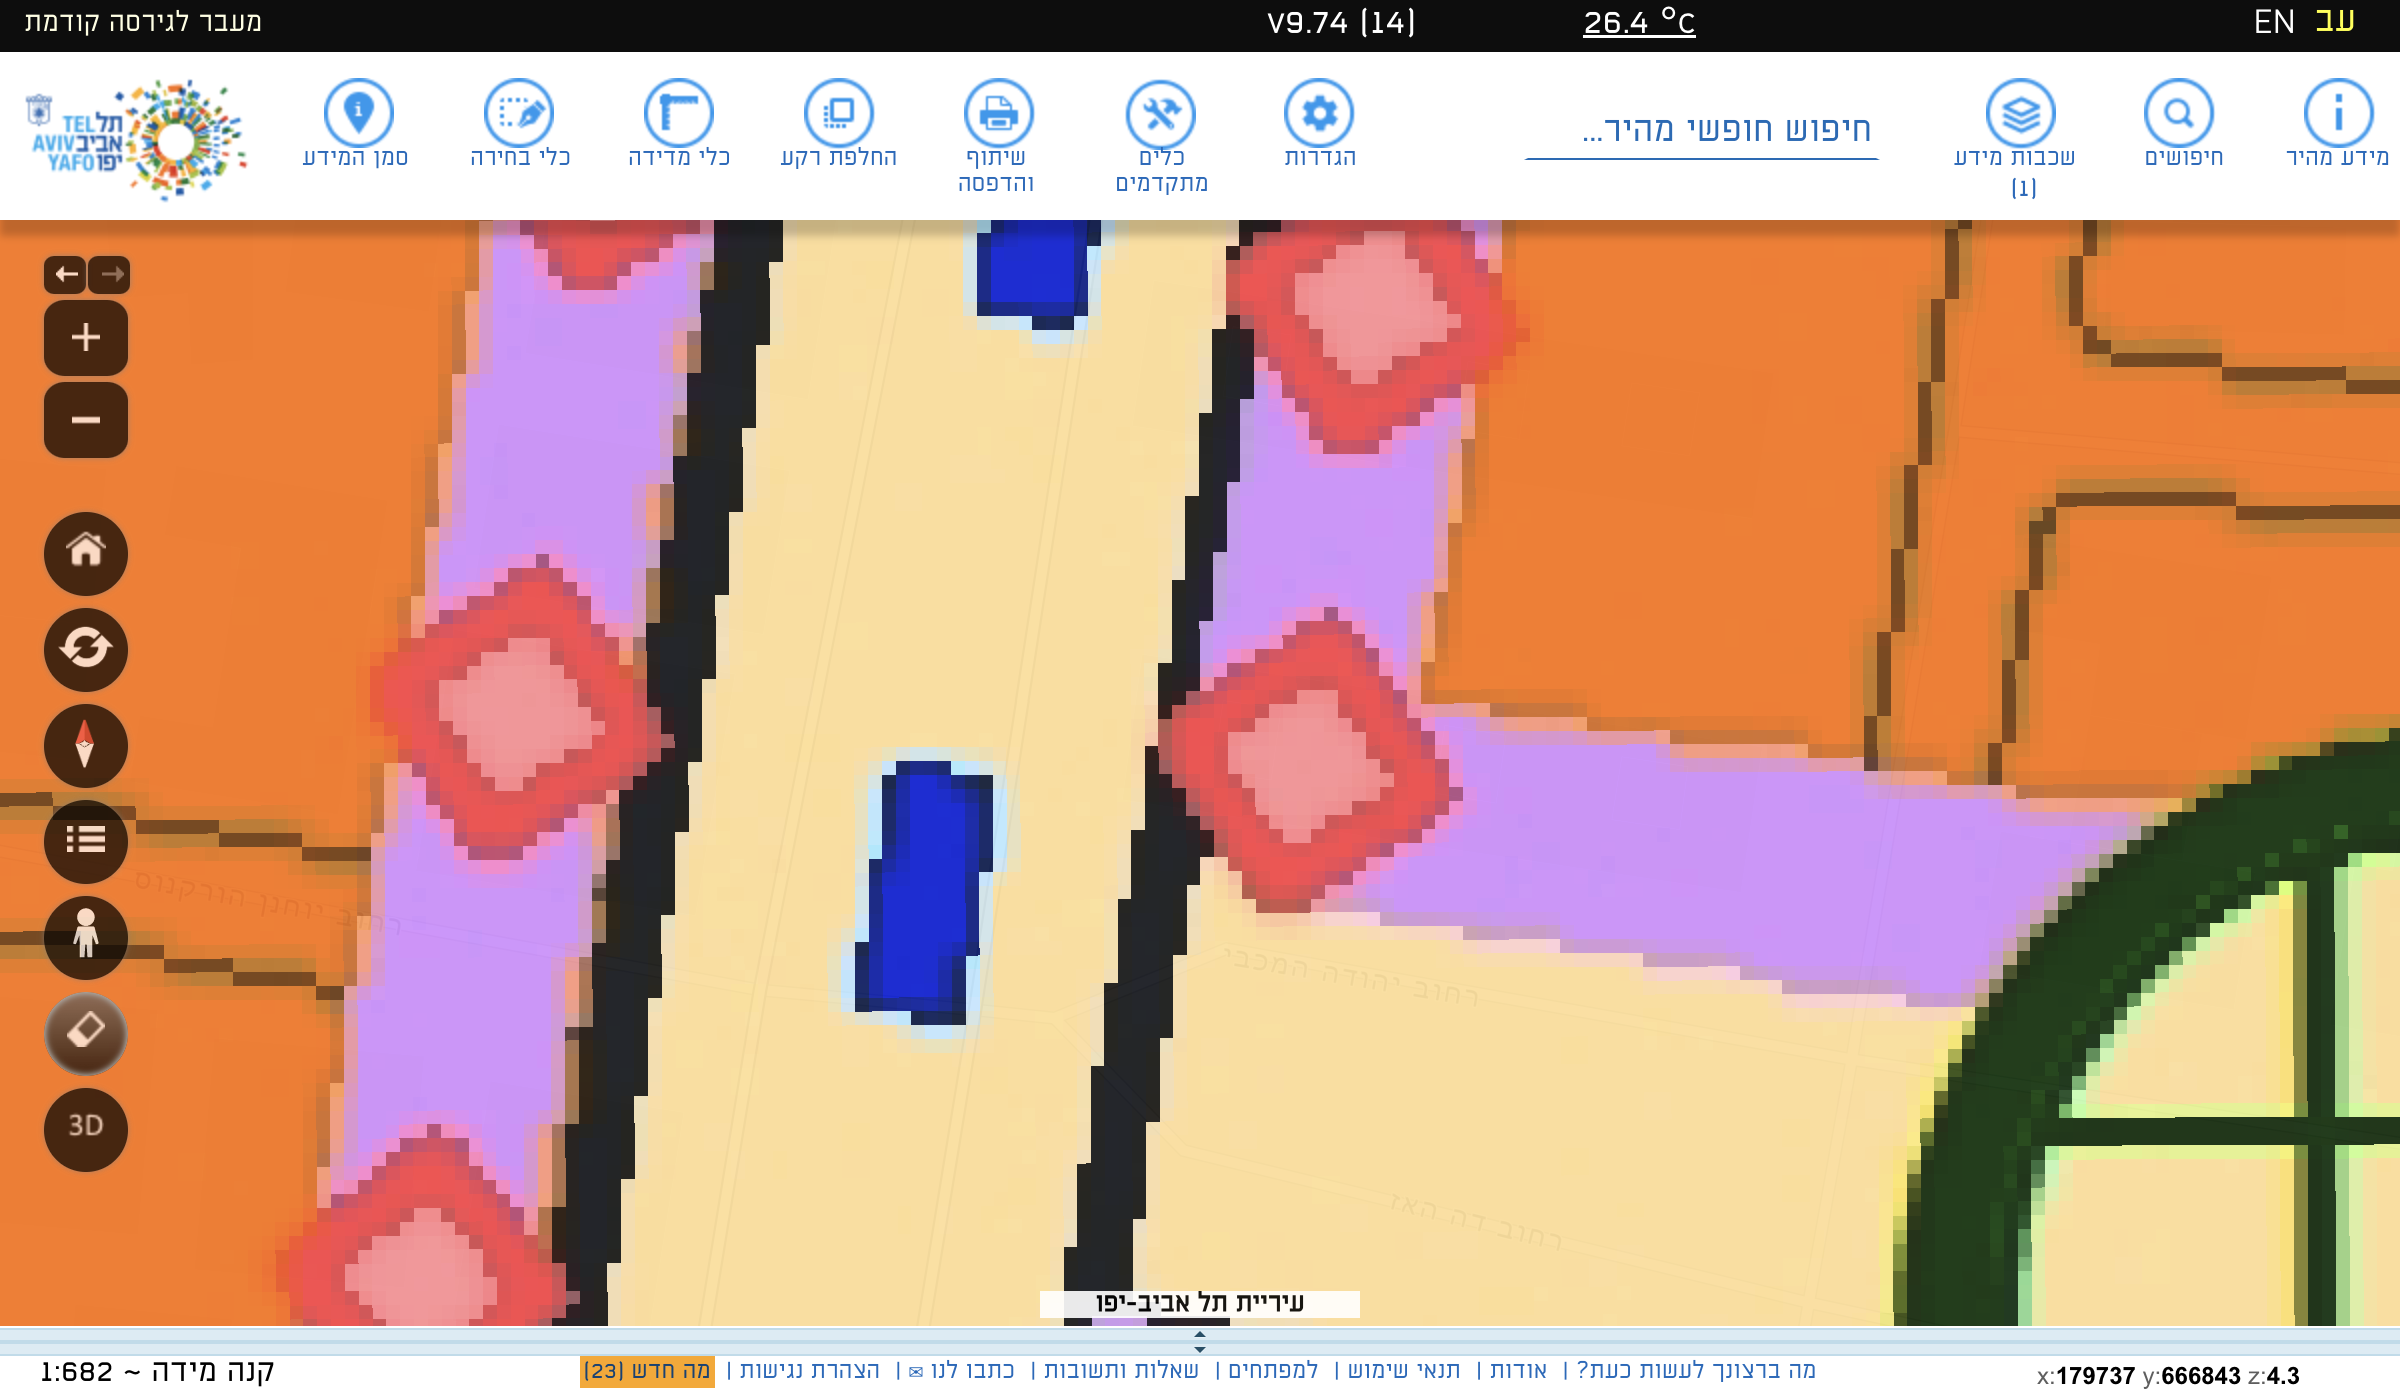 עב EN
26.4 °C
V9.74 (14)
מעבר לגירסה קודמת
מידע מהיר
חיפושים
שכבות מידע
(1)
חיפוש חופשי מהיר...
הגדרות
כלים
מתקדמים
שיתוף
והדפסה
החלפת רקע
כלי מדידה
כלי בחירה
סמן המידע
תל
אביב
יפו
TEL
AVIV
YAFO
3D
רחוב יוחנן הורקנוס
רחוב יהודה המכבי
רחוב דה האז
עיריית תל אביב-יפו
מה ברצונך לעשות כעת? | אודות | תנאי שימוש | למפתחים | שאלות ותשובות | כתבו לנו ✉ | הצהרת נגישות | מה חדש (23)
קנה מידה ~ 1:682
x:179737 y:666843 z:4.3